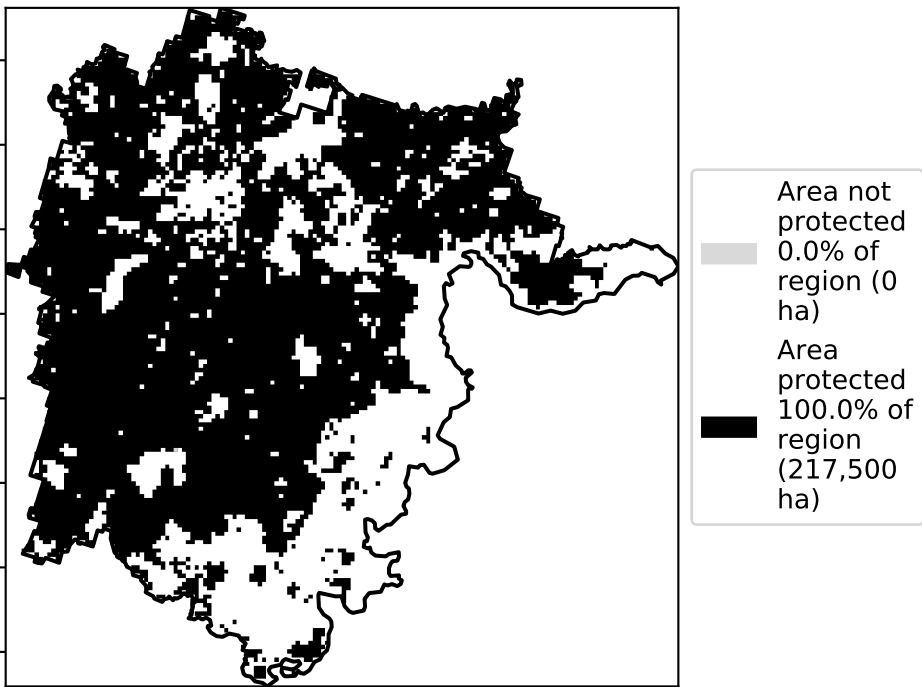 Area not
protected
0.0% of
region (0
ha)
Area
protected
100.0% of
region
(217,500
ha)